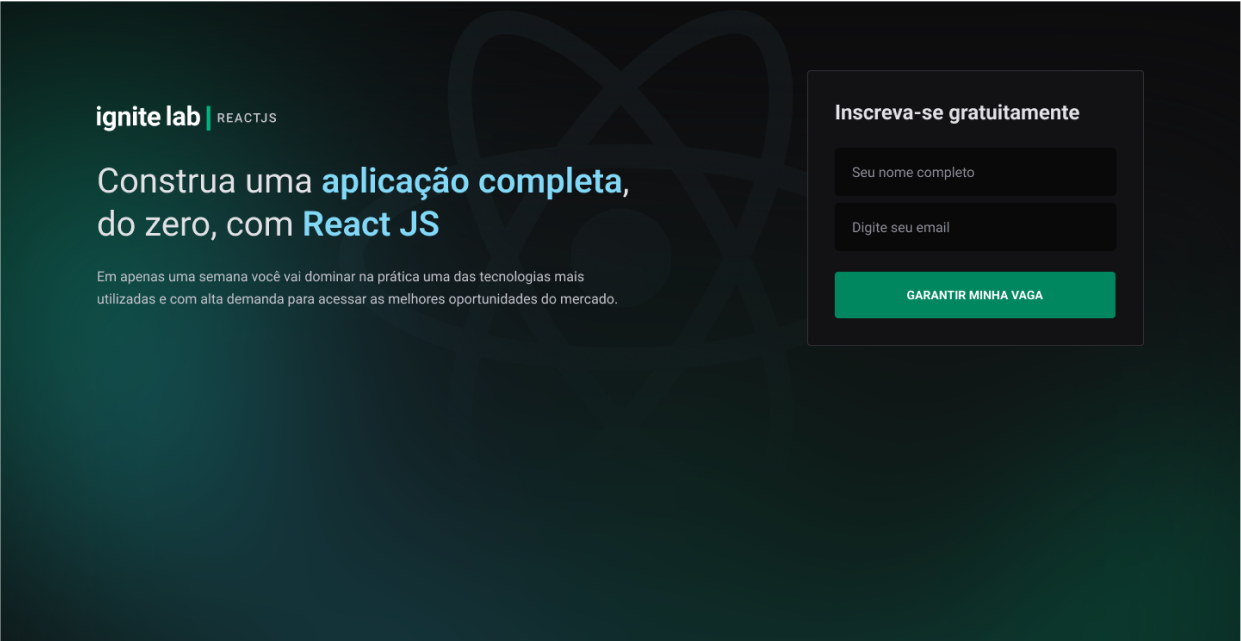 ignite lab | REACTJS
Construa uma aplicação completa,
do zero, com React JS
Em apenas uma semana você vai dominar na prática uma das tecnologias mais
utilizadas e com alta demanda para acessar as melhores oportunidades do mercado.
Inscreva-se gratuitamente
Seu nome completo
Digite seu email
GARANTIR MINHA VAGA